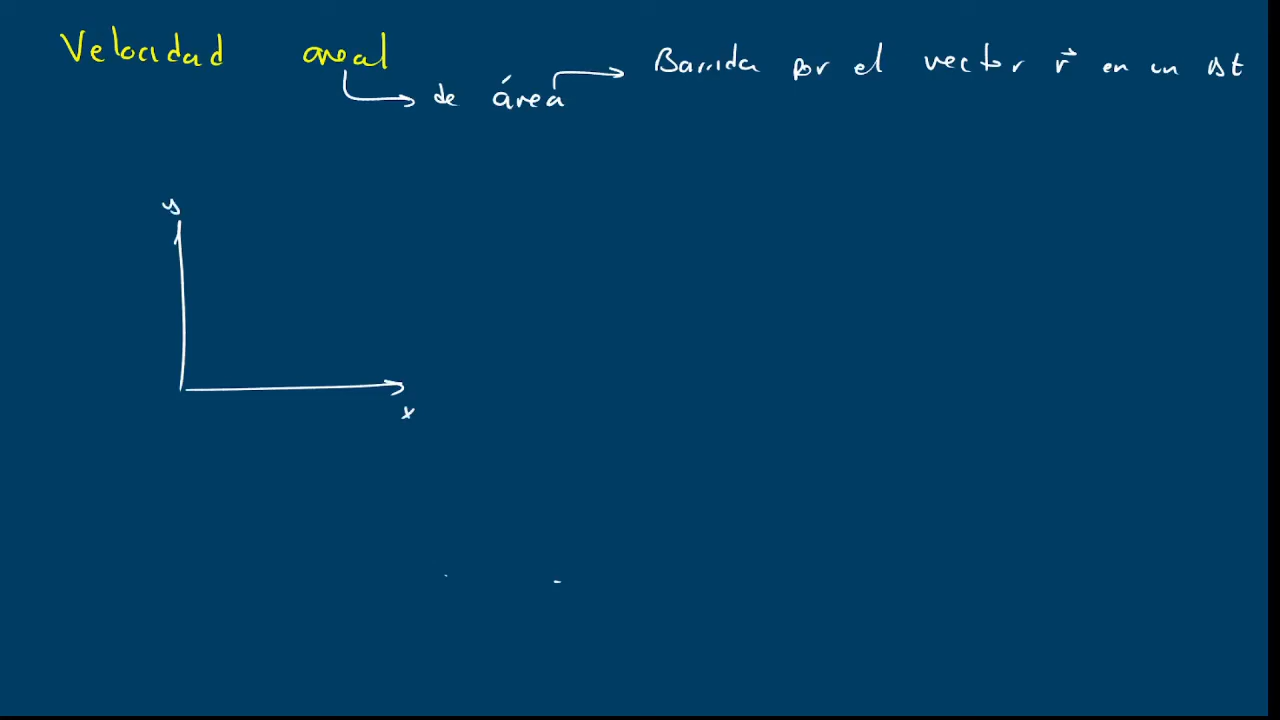 Velocidad areal
de área
Barrida por el vector r⃗ en un Δt
y
x